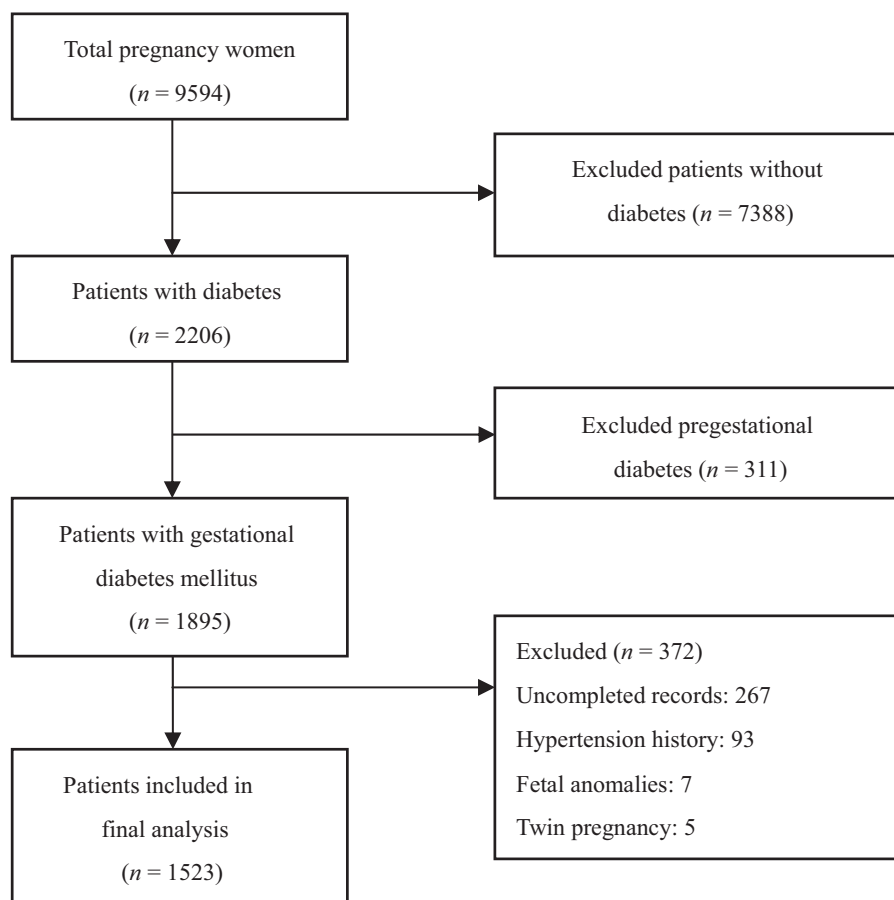 Total pregnancy women
(n = 9594)
Excluded patients without
diabetes (n = 7388)
Patients with diabetes
(n = 2206)
Excluded pregestational
diabetes (n = 311)
Patients with gestational
diabetes mellitus
(n = 1895)
Excluded (n = 372)
Uncompleted records: 267
Hypertension history: 93
Fetal anomalies: 7
Twin pregnancy: 5
Patients included in
final analysis
(n = 1523)